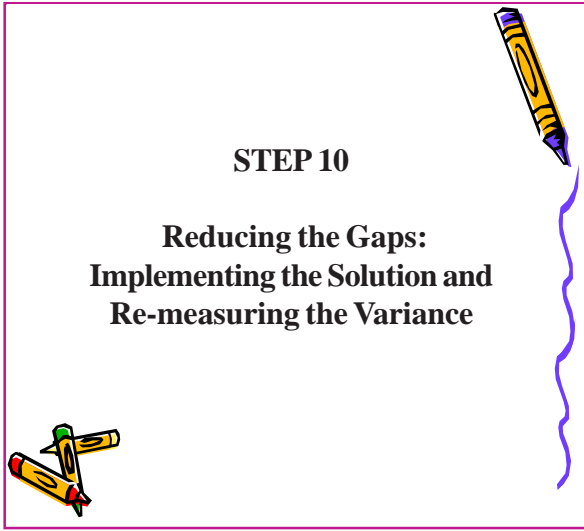 STEP 10
Reducing the Gaps:
Implementing the Solution and
Re-measuring the Variance